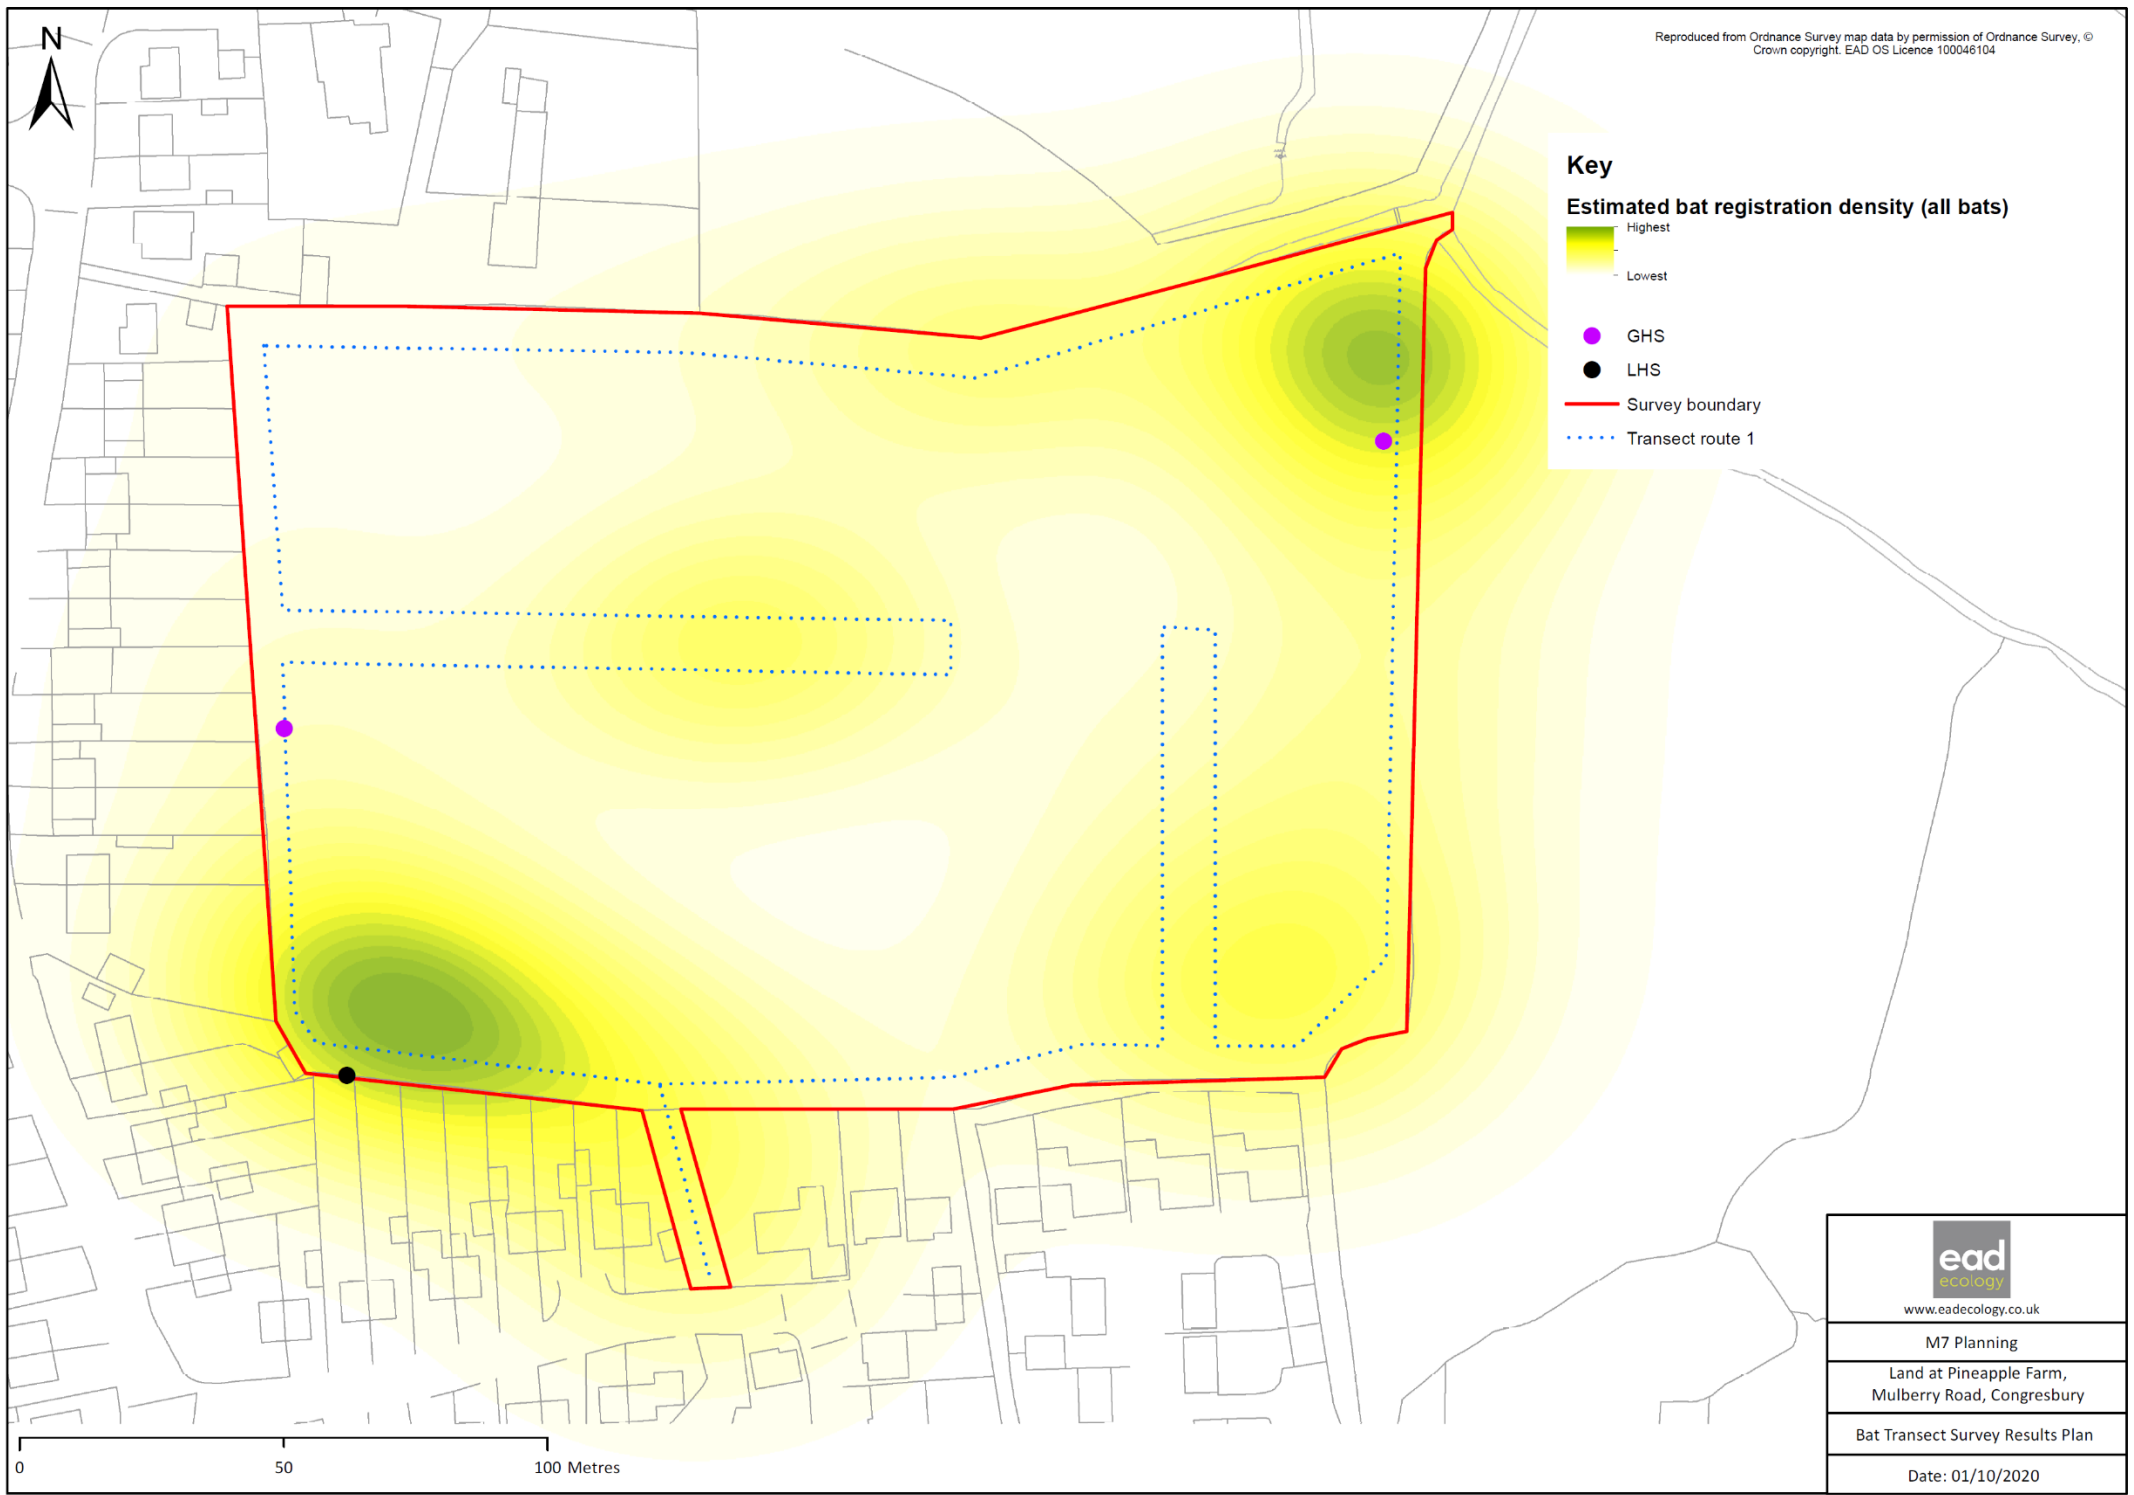 N
Reproduced from Ordnance Survey map data by permission of Ordnance Survey, ©
Crown copyright. EAD OS Licence 100046104
Key
Estimated bat registration density (all bats)
Highest
Lowest
GHS
LHS
Survey boundary
Transect route 1
0 50 100 Metres
ead
ecology
www.eadecology.co.uk
M7 Planning
Land at Pineapple Farm,
Mulberry Road, Congresbury
Bat Transect Survey Results Plan
Date: 01/10/2020